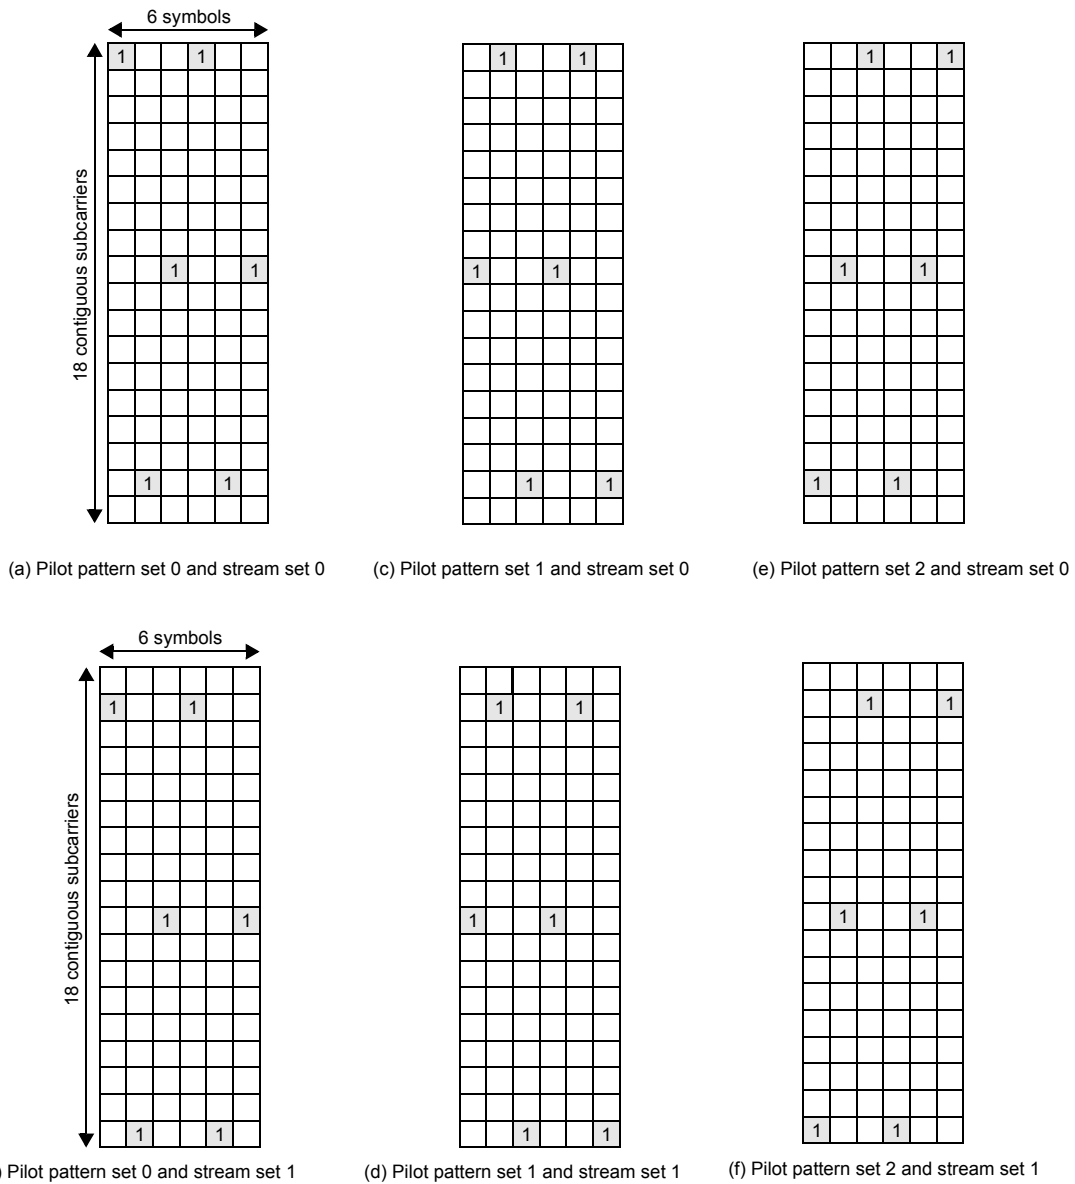 6 symbols
1 1 1 1 1 1
18 contiguous subcarriers
1 1 1 1 1 1
1 1 1 1 1 1
(a) Pilot pattern set 0 and stream set 0 (c) Pilot pattern set 1 and stream set 0 (e) Pilot pattern set 2 and stream set 0
6 symbols
1 1 1 1 1 1
18 contiguous subcarriers
1 1 1 1 1 1
1 1 1 1 1 1
) Pilot pattern set 0 and stream set 1 (d) Pilot pattern set 1 and stream set 1 (f) Pilot pattern set 2 and stream set 1